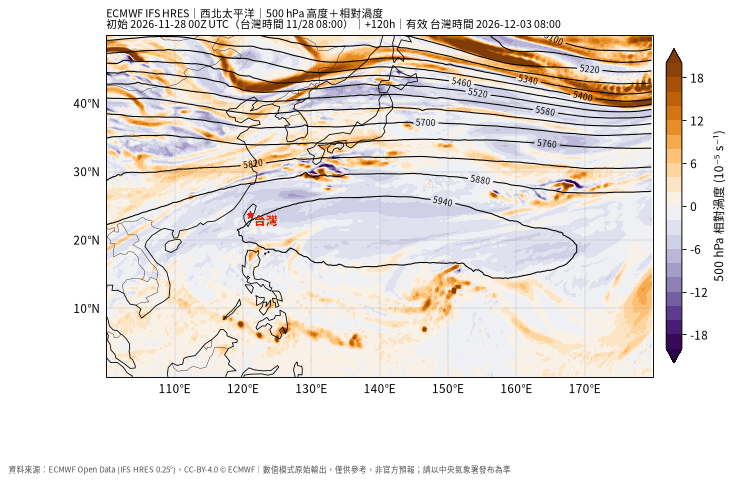 ECMWF IFS HRES｜西北太平洋｜500 hPa 高度＋相對渦度
初始 2026-11-28 00Z UTC（台灣時間 11/28 08:00）｜+120h｜有效 台灣時間 2026-12-03 08:00
5100
5220
5340
5460
5400
5520
5580
5700
5760
5820
5880
5940
台灣
40°N
30°N
20°N
10°N
110°E
120°E
130°E
140°E
150°E
160°E
170°E
18
12
6
0
-6
-12
-18
500 hPa 相對渦度 (10⁻⁵ s⁻¹)
資料來源：ECMWF Open Data (IFS HRES 0.25°)，CC-BY-4.0 © ECMWF｜數值模式原始輸出，僅供參考，非官方預報；請以中央氣象署發布為準